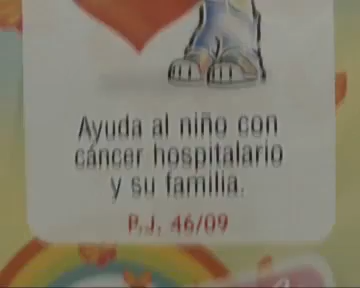 Ayuda al niño con
cáncer hospitalario
y su familia.
P.J. 46/09